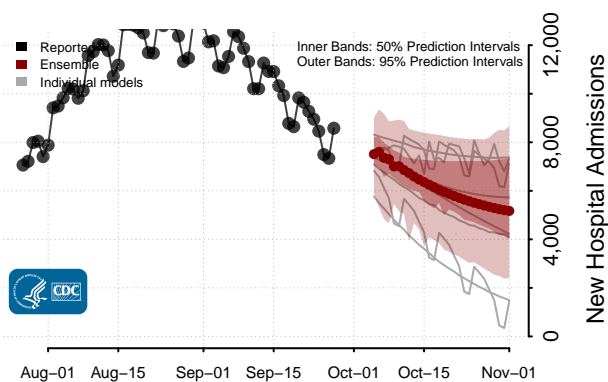 Reported
Ensemble
Individual models
Inner Bands: 50% Prediction Intervals
Outer Bands: 95% Prediction Intervals
12,000
8,000
4,000
0
New Hospital Admissions
CDC
Aug–01
Aug–15
Sep–01
Sep–15
Oct–01
Oct–15
Nov–01